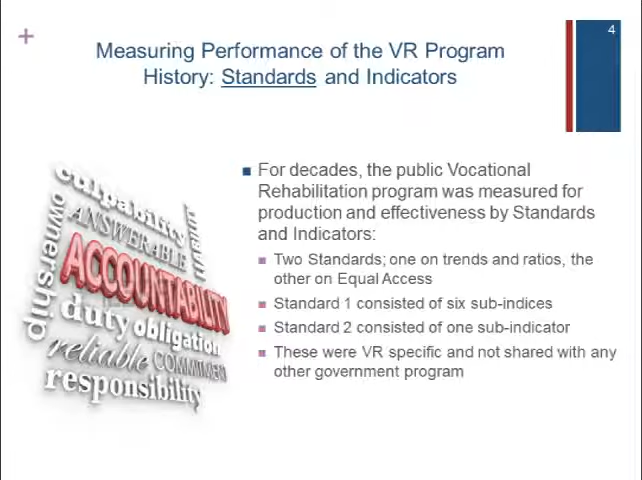 +
4
Measuring Performance of the VR Program
History: Standards and Indicators
For decades, the public Vocational
Rehabilitation program was measured for
production and effectiveness by Standards
and Indicators:
Two Standards; one on trends and ratios, the
other on Equal Access
Standard 1 consisted of six sub-indices
Standard 2 consisted of one sub-indicator
These were VR specific and not shared with any
other government program
culpability
ANSWERABLE
LIABILITY
ownership
ACCOUNTABILITY
duty obligation
reliable COMMITMENT
responsibility